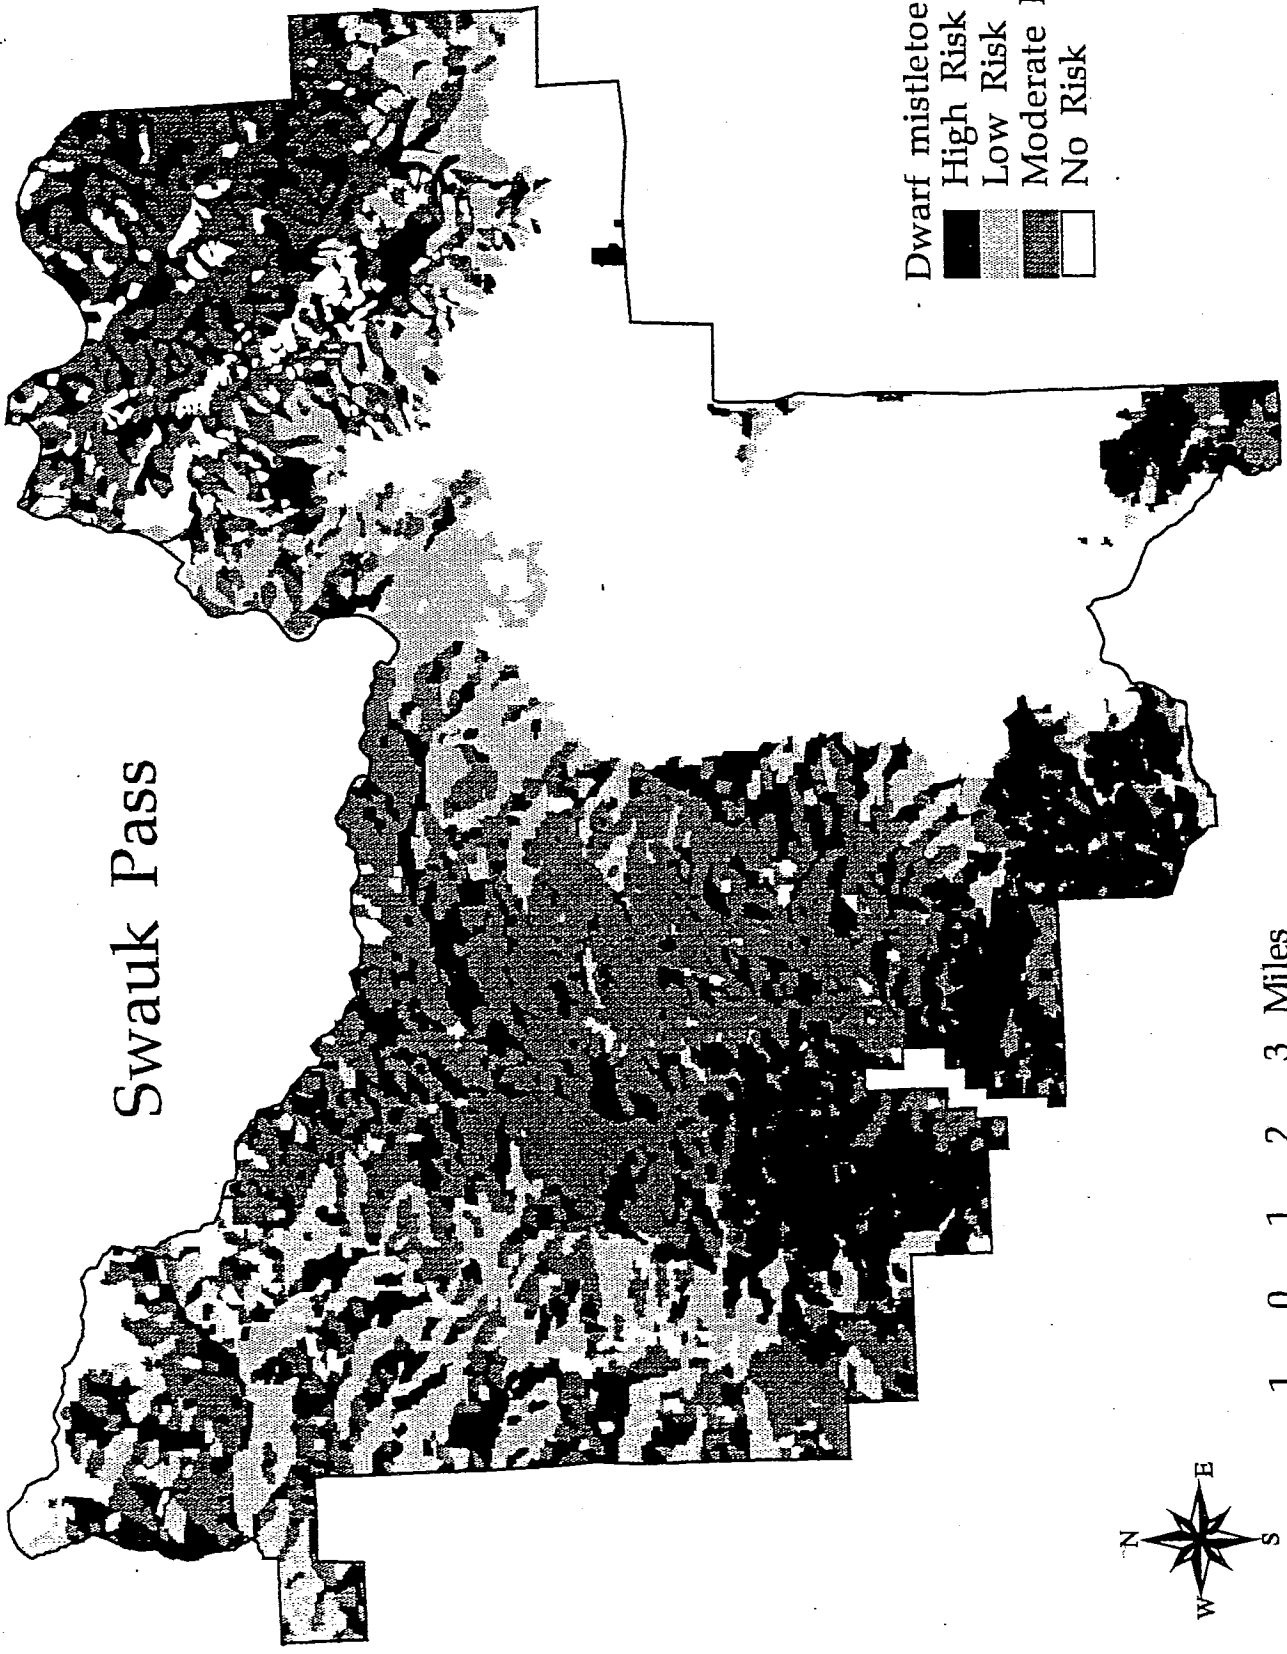 Swauk Pass
Dwarf mistletoe
High Risk
Low Risk
Moderate
No Risk
N
W E
S
1 0 1 2 3 Miles